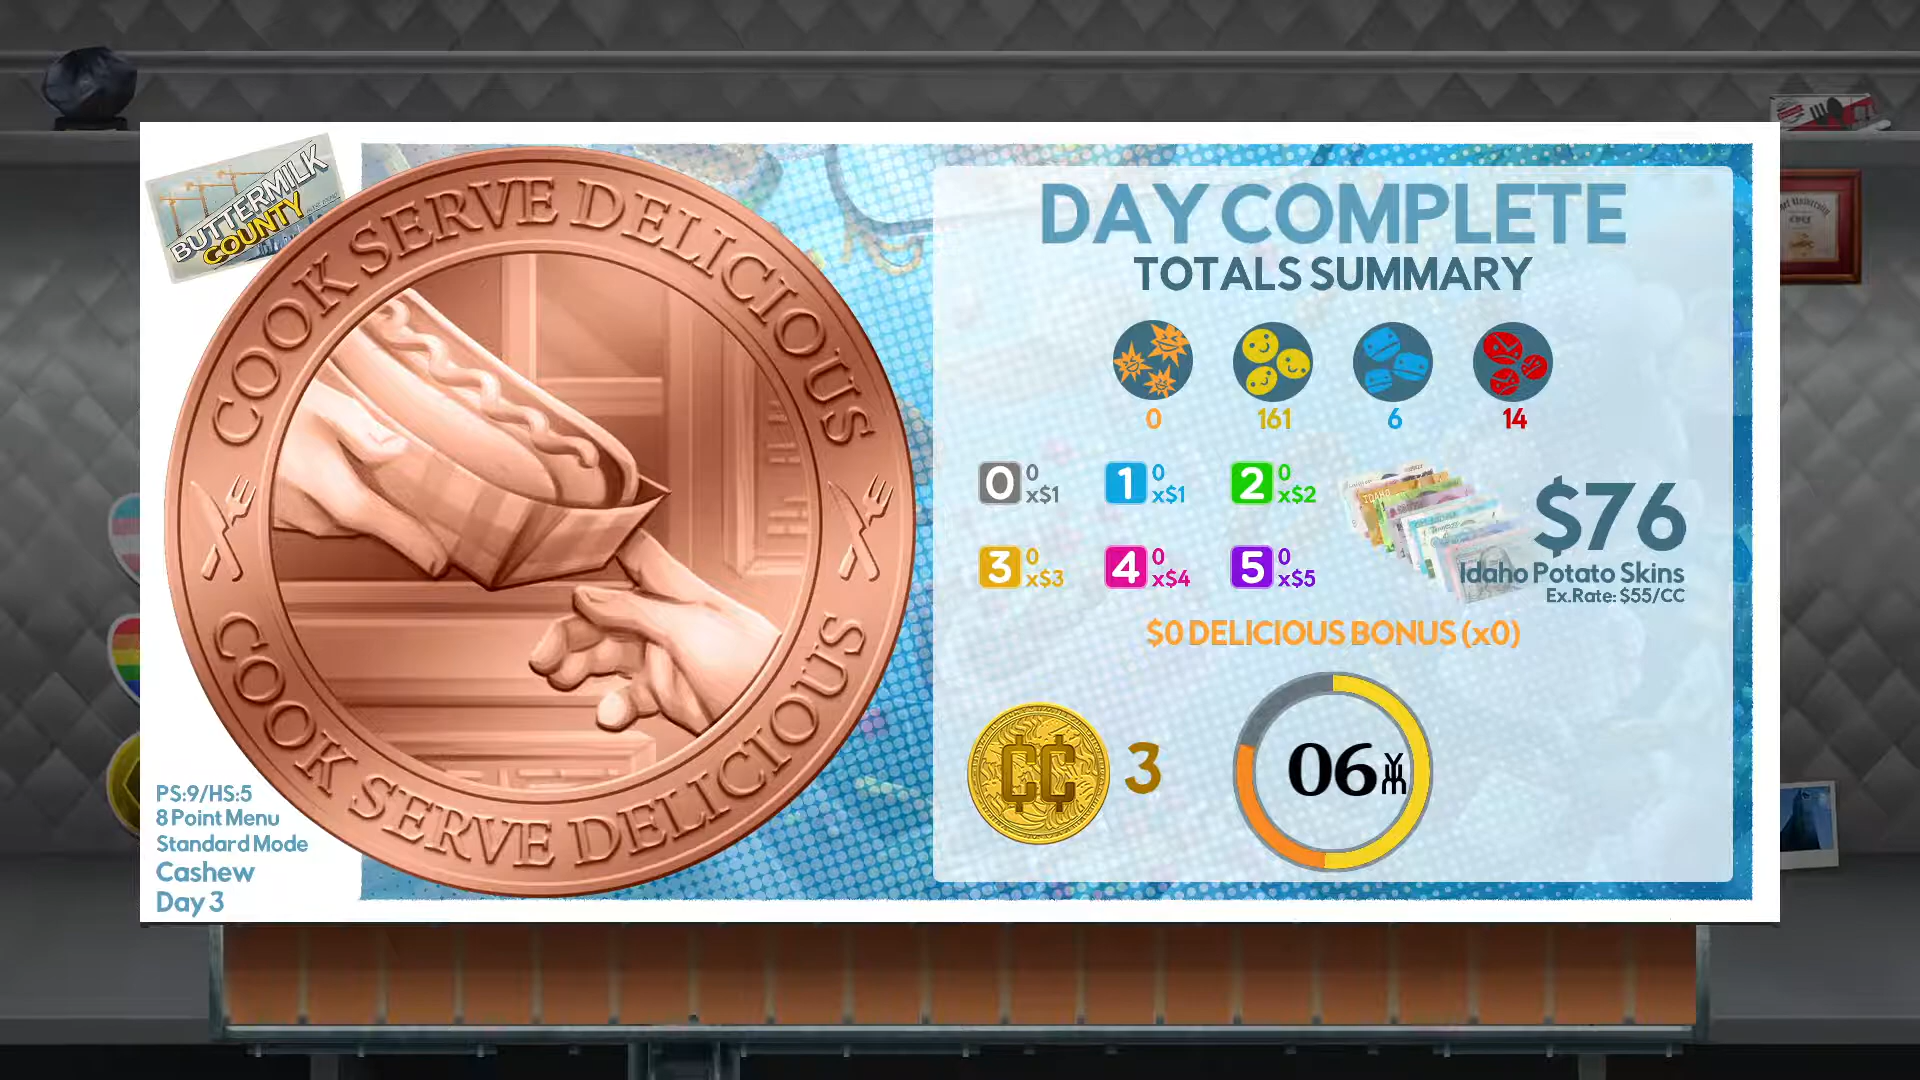 BUTTERMILK
COUNTY
COOK SERVE DELICIOUS
COOK SERVE DELICIOUS
PS:9/HS:5
8 Point Menu
Standard Mode
Cashew
Day 3
DAY COMPLETE
TOTALS SUMMARY
0 161 6 14
0 0 x$1 1 0 x$1 2 0 x$2
3 0 x$3 4 0 x$4 5 0 x$5
IDAHO
$76
Idaho Potato Skins
Ex.Rate: $55/CC
$0 DELICIOUS BONUS (x0)
CC 3
06